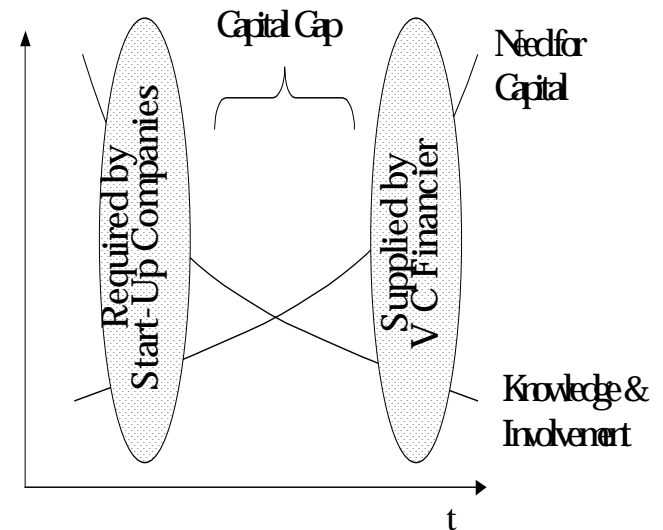 Capital Gap
Need for
Capital
Required by
Start-Up Companies
Supplied by
V C Financier
Knowledge &
Involvement
t